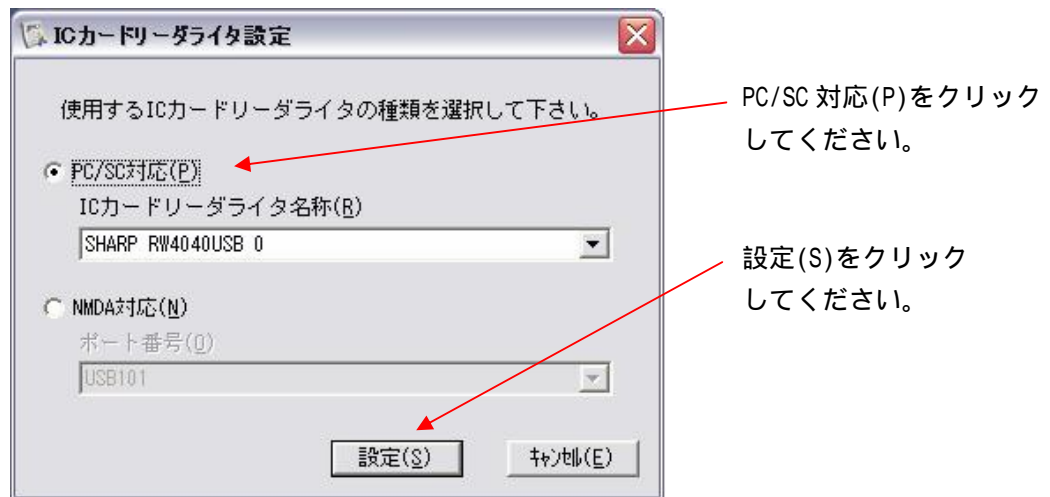 ICカードリーダライタ設定
使用するICカードリーダライタの種類を選択して下さい。
PC/SC対応(P)
ICカードリーダライタ名称(R)
SHARP RW4040USB 0
NMDA対応(N)
ポート番号(O)
USB101
設定(S)
ｷｬﾝｾﾙ(E)
PC/SC 対応(P)をクリック
してください。
設定(S)をクリック
してください。